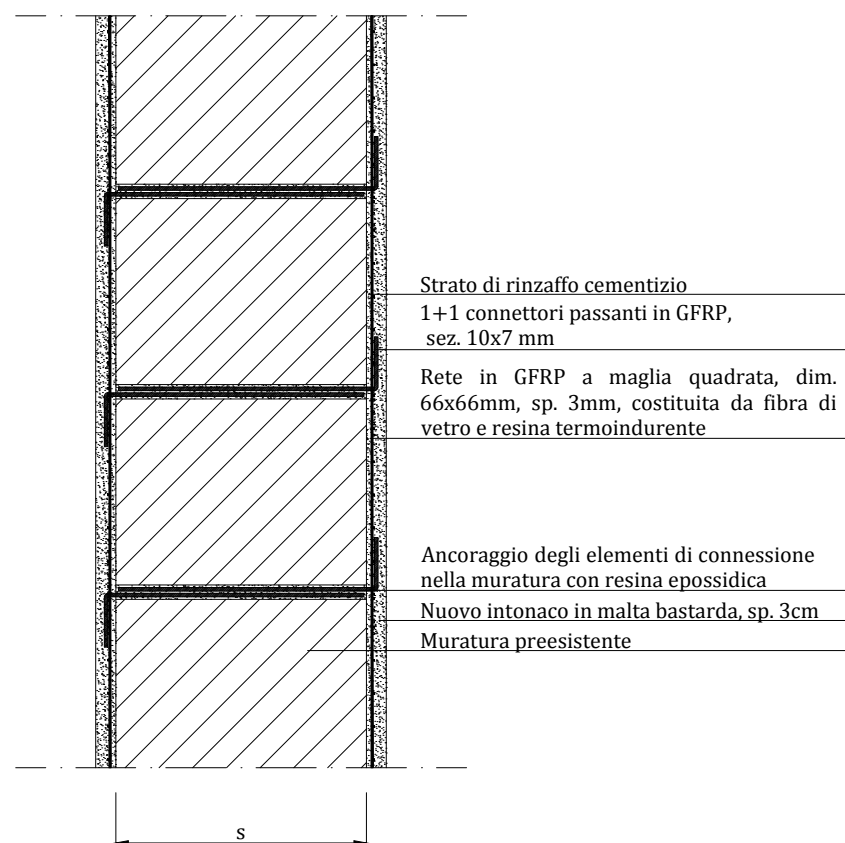 Strato di rinzaffo cementizio
1+1 connettori passanti in GFRP,
sez. 10x7 mm
Rete in GFRP a maglia quadrata, dim.
66x66mm, sp. 3mm, costituita da fibra di
vetro e resina termoindurente
Ancoraggio degli elementi di connessione
nella muratura con resina epossidica
Nuovo intonaco in malta bastarda, sp. 3cm
Muratura preesistente
s